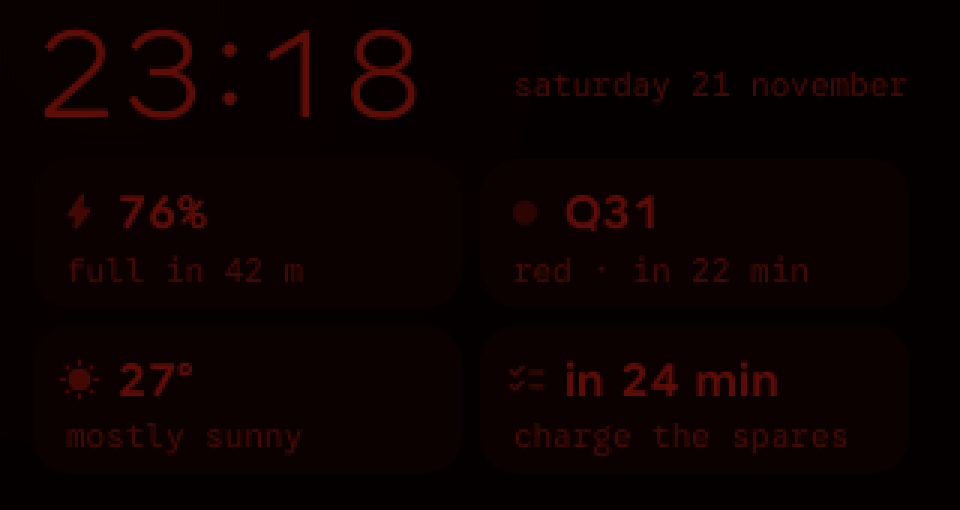 23:18
saturday 21 november
76%
full in 42 m
Q31
red · in 22 min
27°
mostly sunny
in 24 min
charge the spares